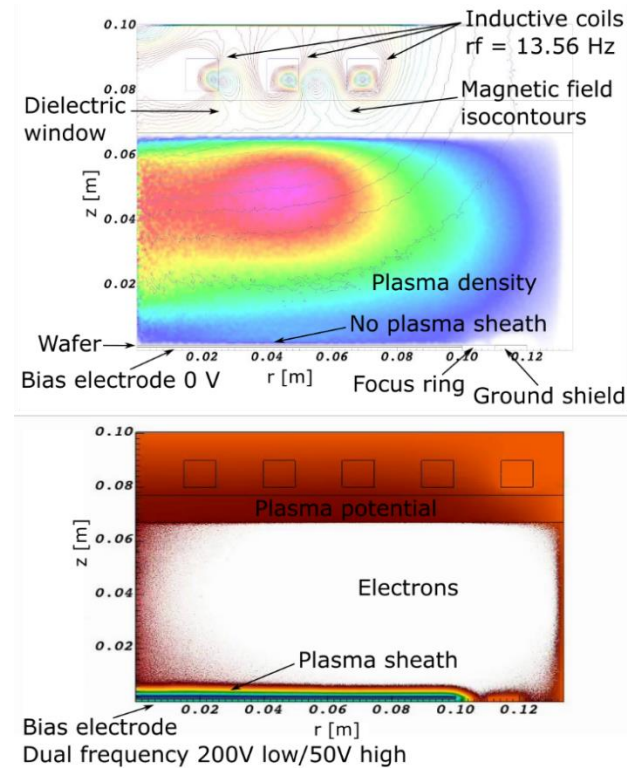 0.10
Inductive coils
rf = 13.56 Hz
0.08
Dielectric
window
Magnetic field
isocontours
0.06
z [m]
0.04
0.02
Plasma density
No plasma sheath
Wafer
0.02 0.04 0.06 0.08 0.10 0.12
Bias electrode 0 V
r [m]
Focus ring
Ground shield
0.10
0.08
Plasma potential
0.06
z [m]
0.04
Electrons
0.02
Plasma sheath
0.02 0.04 0.06 0.08 0.10 0.12
Bias electrode
r [m]
Dual frequency 200V low/50V high